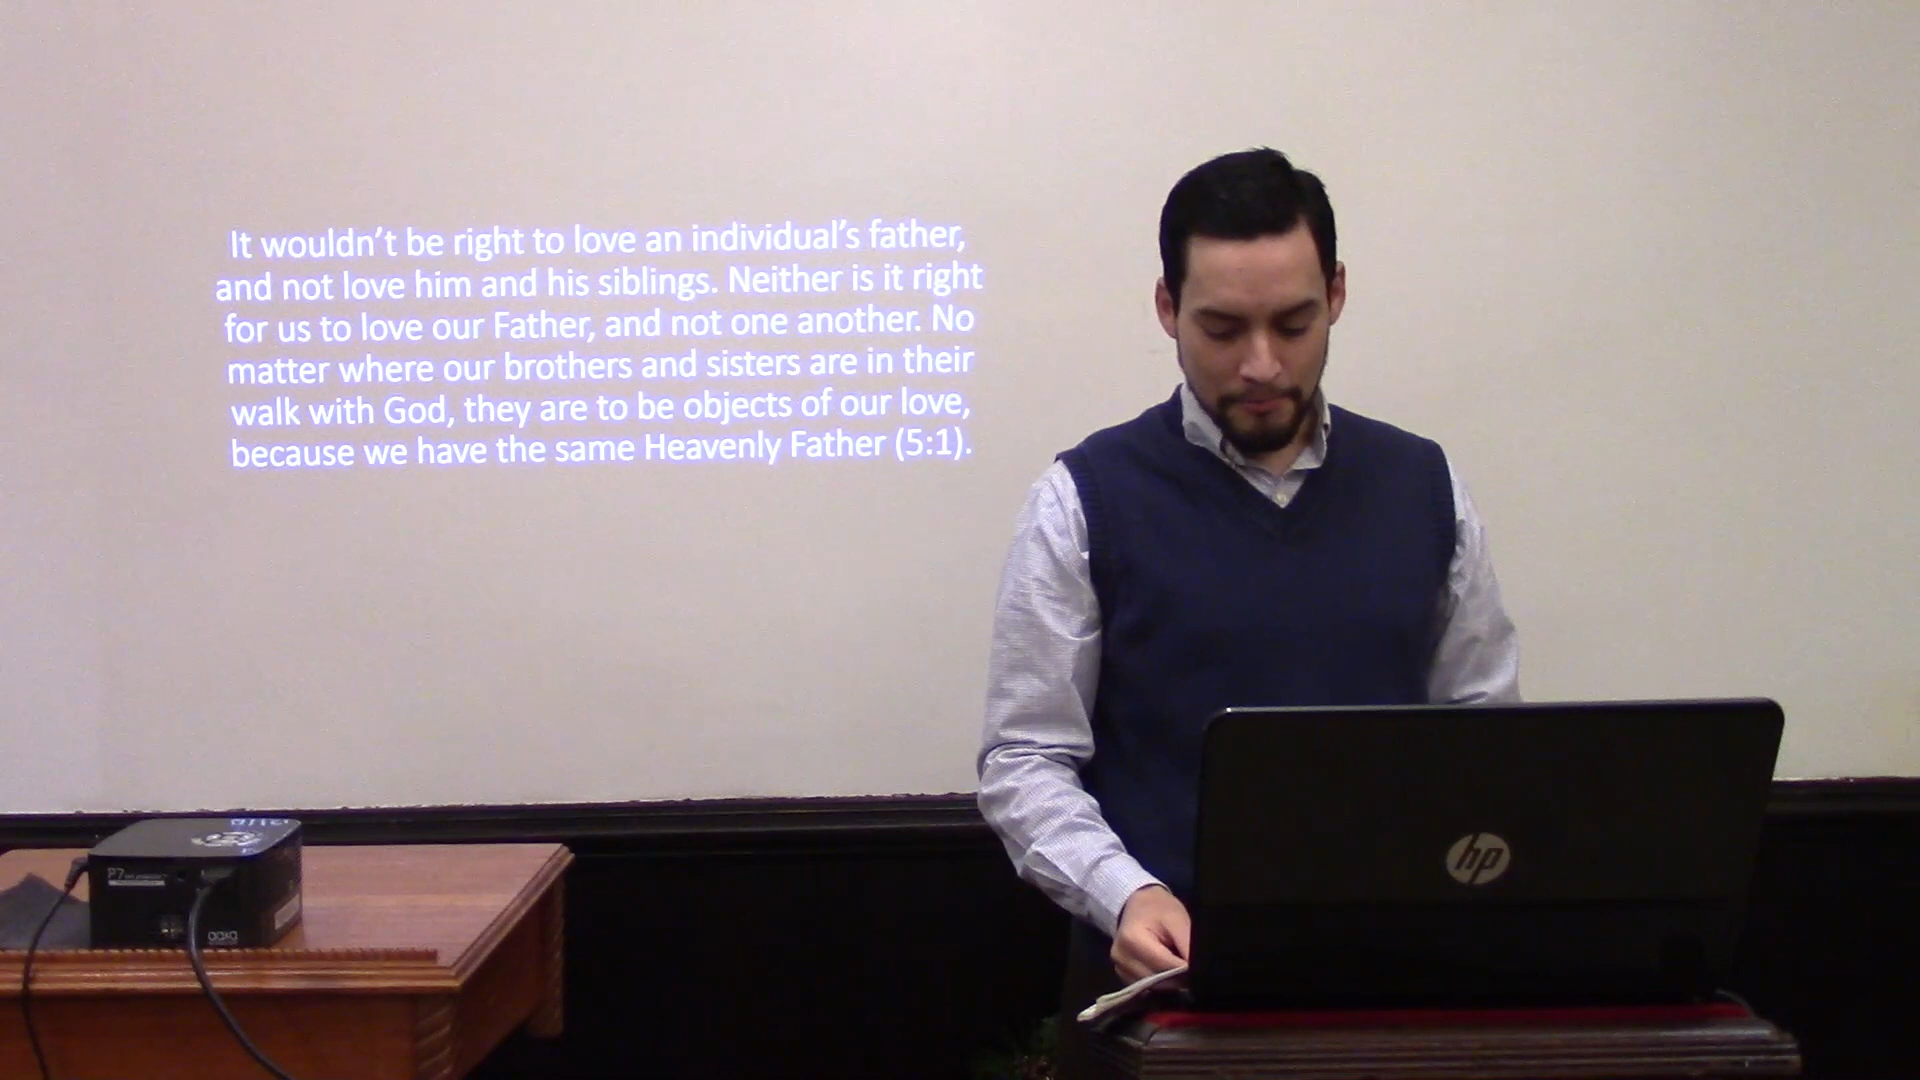 It wouldn’t be right to love an individual’s father,
and not love him and his siblings. Neither is it right
for us to love our Father, and not one another. No
matter where our brothers and sisters are in their
walk with God, they are to be objects of our love,
because we have the same Heavenly Father (5:1).
P7
aaxa
hp